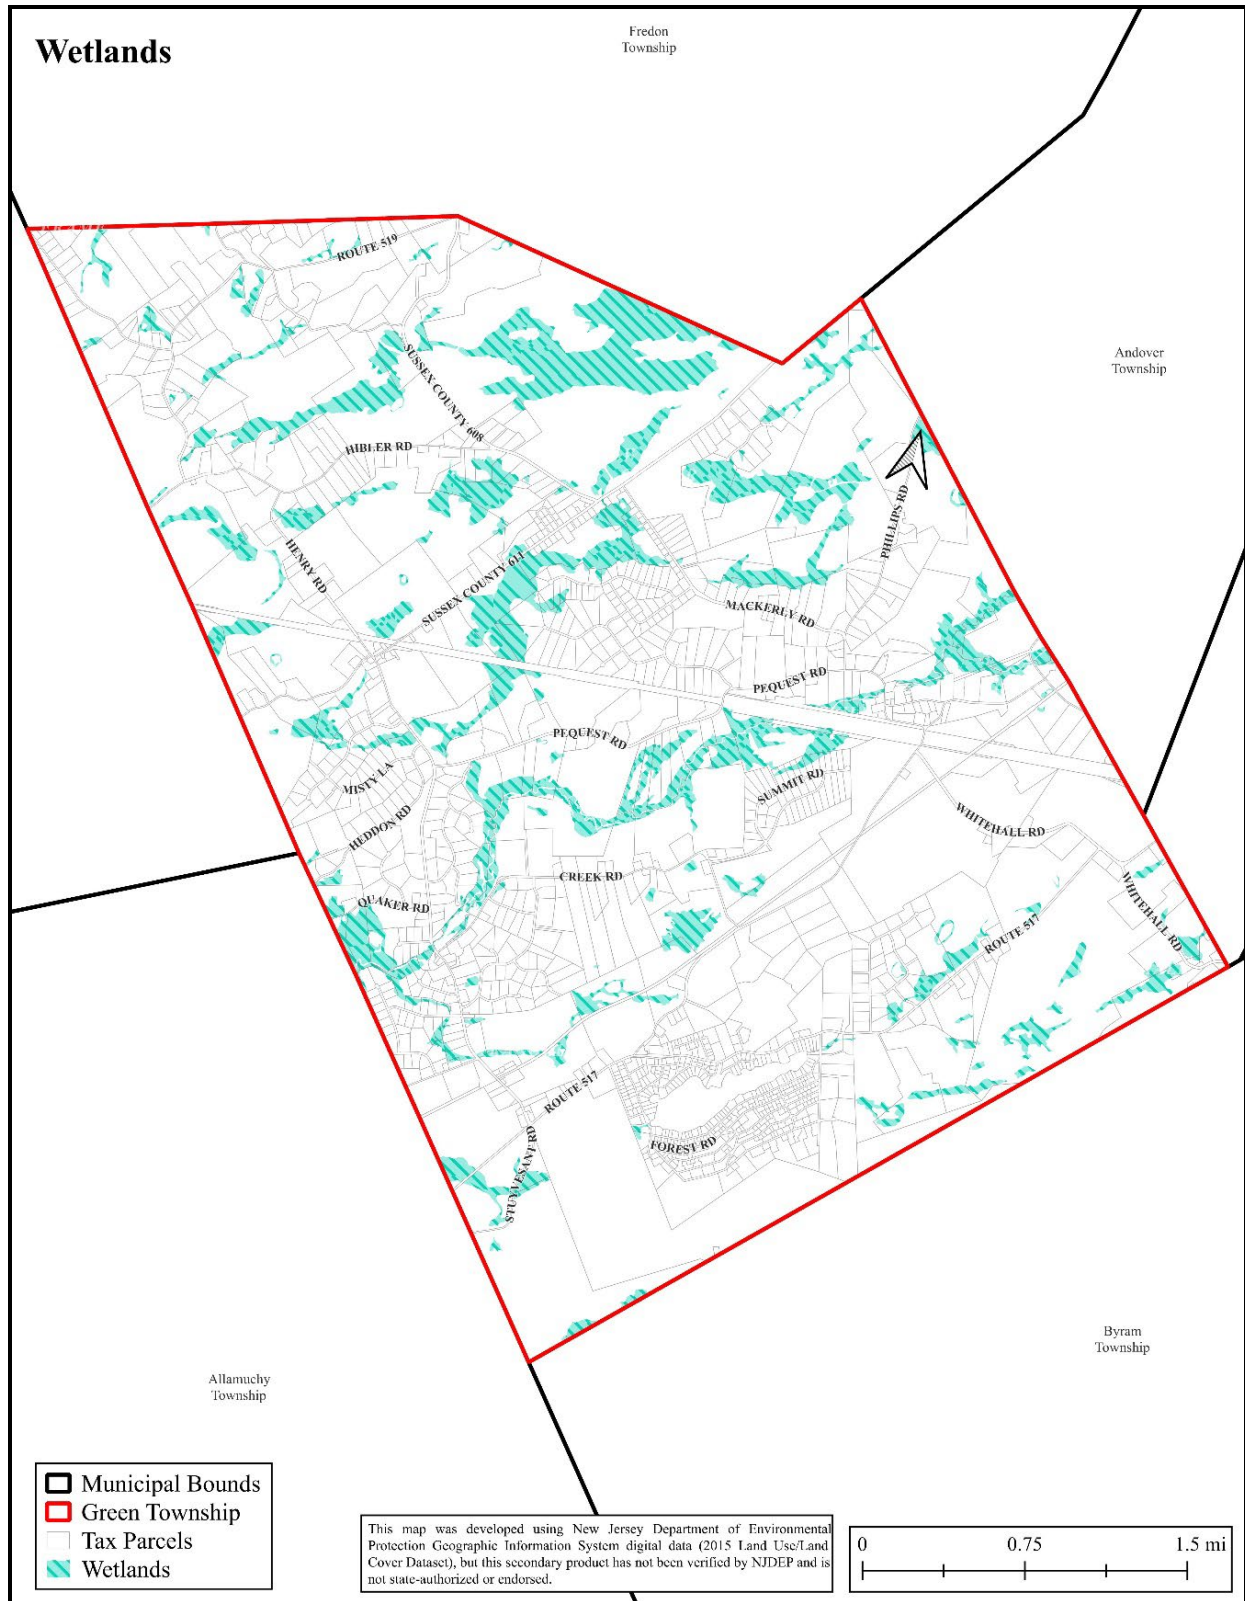 Wetlands
Fredon
Township
ROUTE 519
Andover
Township
SUSSEX COUNTY 608
HIBLER RD
PHILLIPS RD
HENRY RD
SUSSEX COUNTY 611
MACKERLY RD
PEQUEST RD
PEQUEST RD
MISTY LA
SUMMIT RD
HEDDON RD
WHITEHALL RD
CREEK RD
QUAKER RD
WHITEHALL RD
ROUTE 517
ROUTE 517
FOREST RD
STUYVESANT RD
Byram
Township
Allamuchy
Township
Municipal Bounds
Green Township
Tax Parcels
Wetlands
This map was developed using New Jersey Department of Environmental
Protection Geographic Information System digital data (2015 Land Use/Land
Cover Dataset), but this secondary product has not been verified by NJDEP and is
not state-authorized or endorsed.
0 0.75 1.5 mi